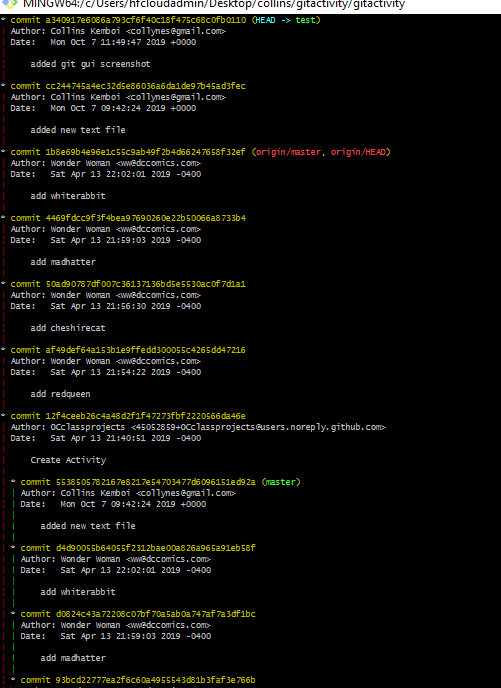 MINGW64:/c/Users/hfcloudadmin/Desktop/collins/gitactivity/gitactivity
* commit a340917e6086a793cf6f40c18f475c68c0fb0110 (HEAD -> test)
| Author: Collins Kemboi <collynes@gmail.com>
| Date:   Mon Oct 7 11:49:47 2019 +0000
|
|     added git gui screenshot
|
* commit cc244745a4ec32d5e86036a6da1de97b45ad3fec
| Author: Collins Kemboi <collynes@gmail.com>
| Date:   Mon Oct 7 09:42:24 2019 +0000
|
|     added new text file
|
* commit 1b8e69b4e96e1c55c9ab49f2b4d66247658f32ef (origin/master, origin/HEAD)
| Author: Wonder Woman <ww@dccomics.com>
| Date:   Sat Apr 13 22:02:01 2019 -0400
|
|     add whiterabbit
|
* commit 4469fdcc9f3f4bea97690260e22b50066a8733b4
| Author: Wonder Woman <ww@dccomics.com>
| Date:   Sat Apr 13 21:59:03 2019 -0400
|
|     add madhatter
|
* commit 50ad90787df007c36137136bd5e5530ac0f7d1a1
| Author: Wonder Woman <ww@dccomics.com>
| Date:   Sat Apr 13 21:56:30 2019 -0400
|
|     add cheshirecat
|
* commit af49def64a153b1e9ffedd300055c4265dd47216
| Author: Wonder Woman <ww@dccomics.com>
| Date:   Sat Apr 13 21:54:22 2019 -0400
|
|     add redqueen
|
* commit 12f4ceeb26c4a48d2f1f47273fbf2220566da46e
| Author: OCclassprojects <45052859+OCclassprojects@users.noreply.github.com>
| Date:   Sat Apr 13 21:40:51 2019 -0400
|
|     Create Activity
|
| * commit 5538505782167e8217e54703477d6096151ed92a (master)
| | Author: Collins Kemboi <collynes@gmail.com>
| | Date:   Mon Oct 7 09:42:24 2019 +0000
| |
| |     added new text file
| |
| * commit d4d90055b64055f2312bae00a826a965a91eb58f
| | Author: Wonder Woman <ww@dccomics.com>
| | Date:   Sat Apr 13 22:02:01 2019 -0400
| |
| |     add whiterabbit
| |
| * commit d0824c43a72208c07bf70a5ab0a747af7a3df1bc
| | Author: Wonder Woman <ww@dccomics.com>
| | Date:   Sat Apr 13 21:59:03 2019 -0400
| |
| |     add madhatter
| |
| * commit 93bcd22777ea2f6c60a4955543d81b3faf3e766b